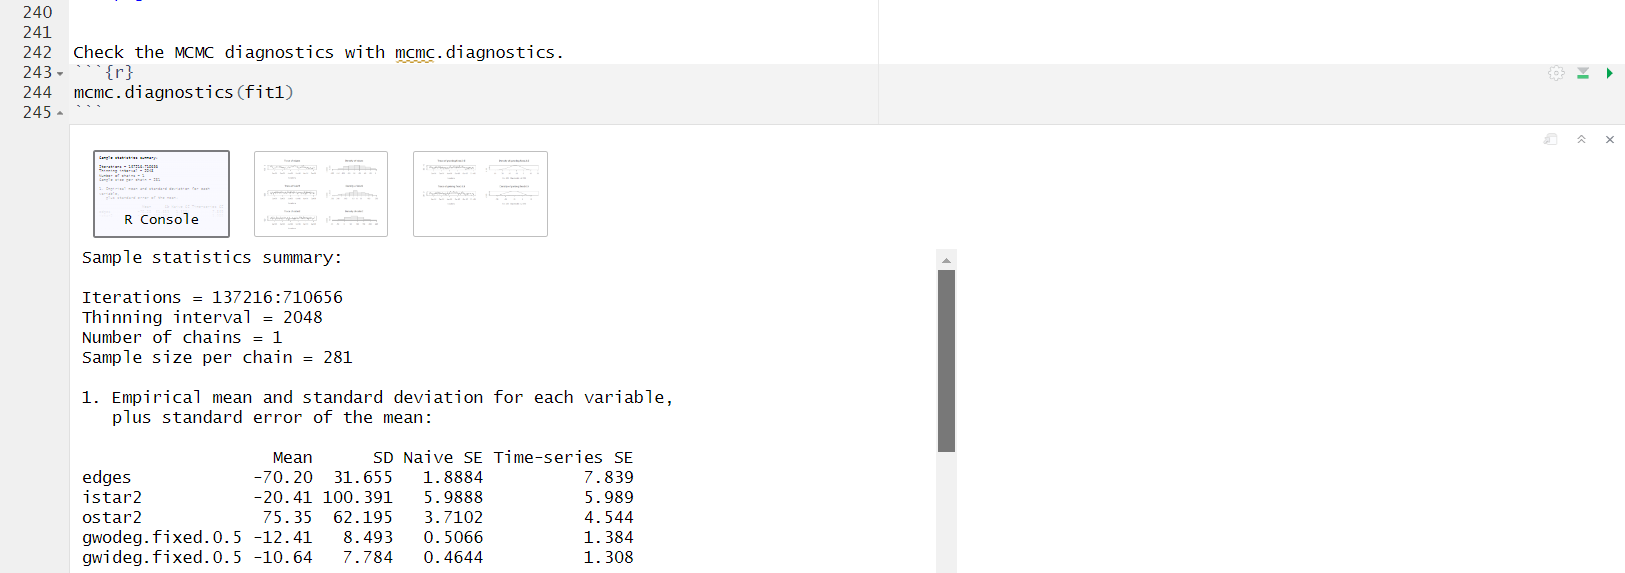 240
241
242 Check the MCMC diagnostics with mcmc.diagnostics.
243 ```{r}
244 mcmc.diagnostics(fit1)
245 ```
R Console
Sample statistics summary:
Iterations = 137216:710656
Thinning interval = 2048
Number of chains = 1
Sample size per chain = 281
1. Empirical mean and standard deviation for each variable,
plus standard error of the mean:
Mean SD Naive SE Time-series SE
edges -70.20 31.655 1.8884 7.839
istar2 -20.41 100.391 5.9888 5.989
ostar2 75.35 62.195 3.7102 4.544
gwodeg.fixed.0.5 -12.41 8.493 0.5066 1.384
gwideg.fixed.0.5 -10.64 7.784 0.4644 1.308